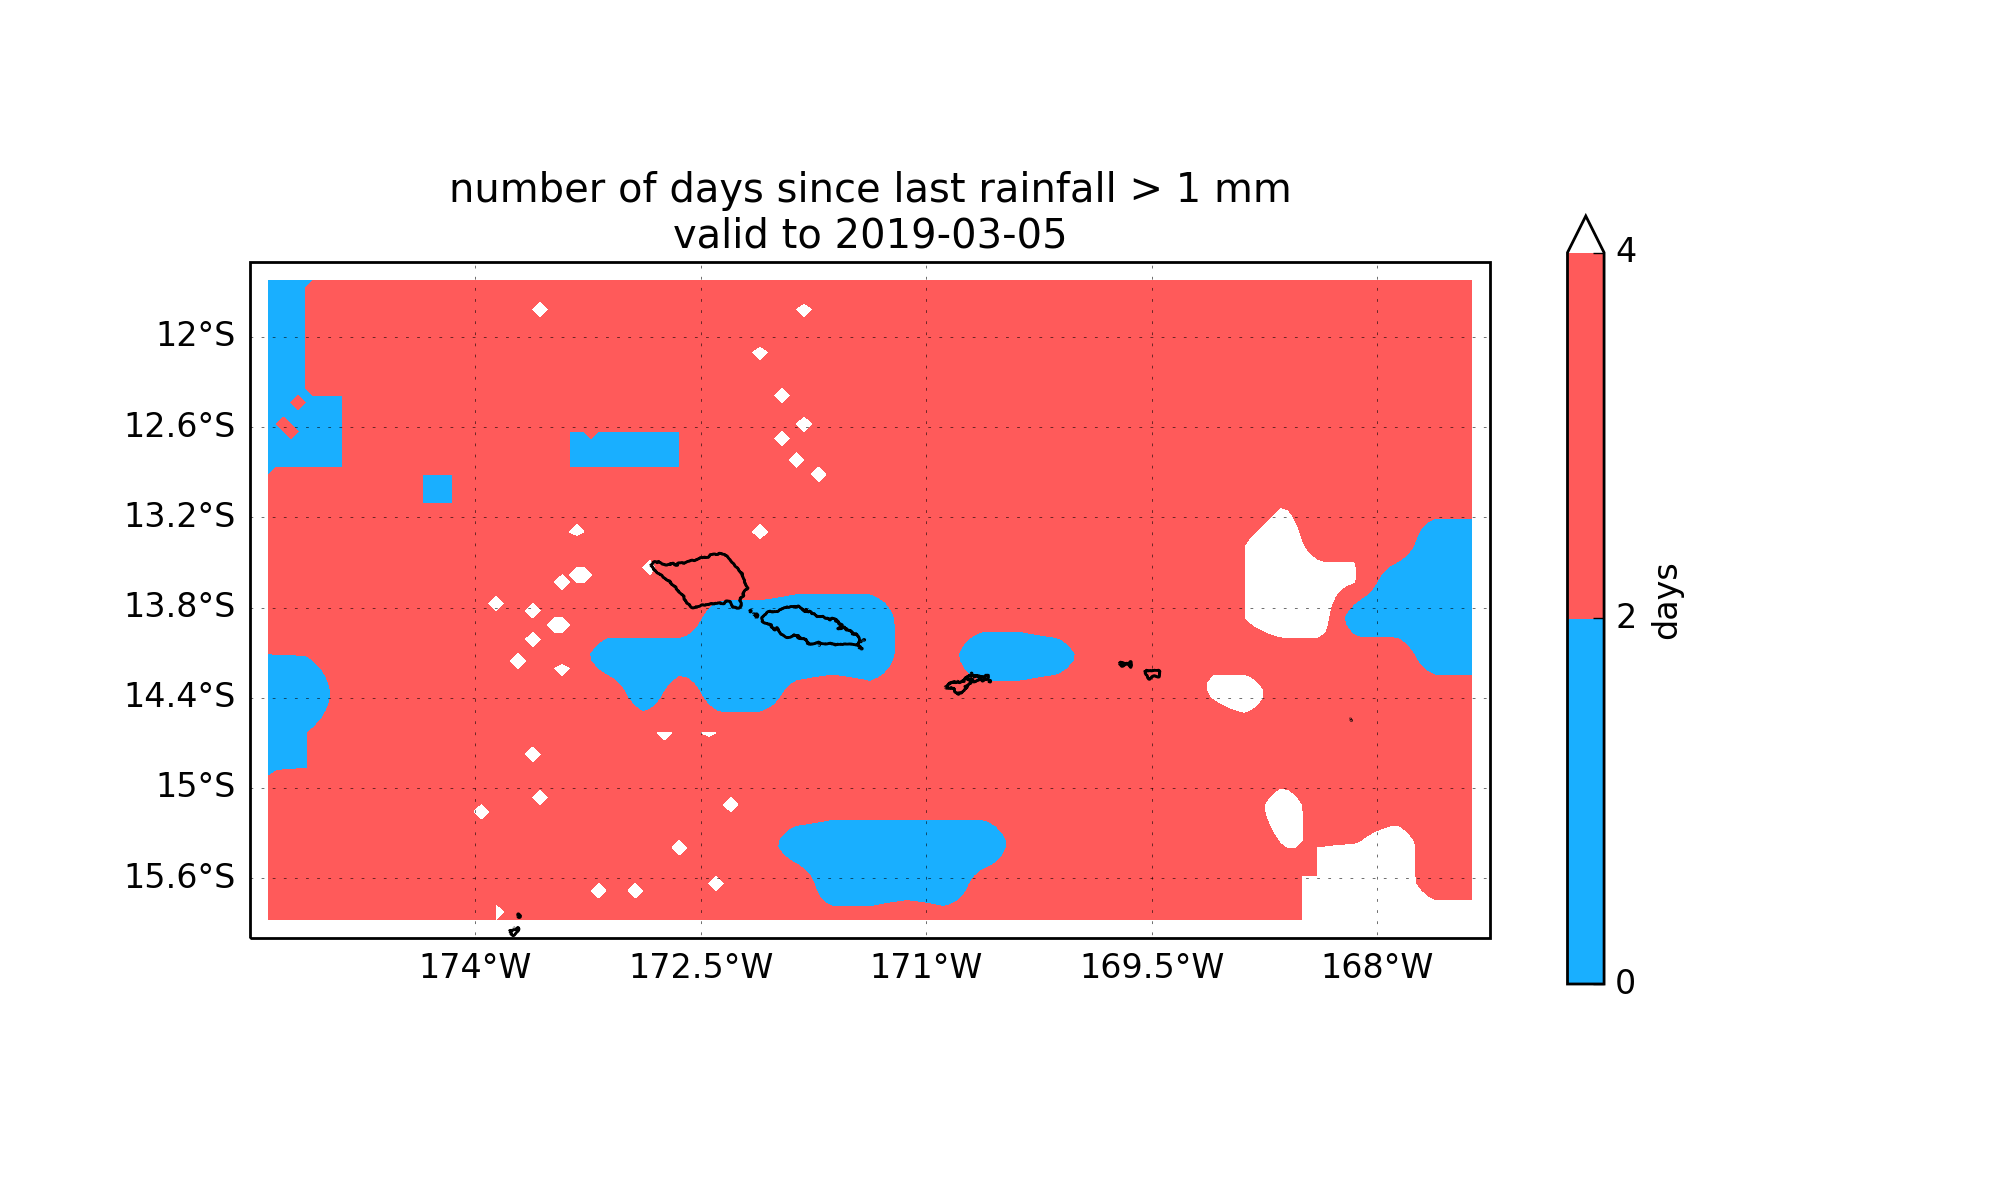 number of days since last rainfall > 1 mm
valid to 2019-03-05
12°S
12.6°S
13.2°S
13.8°S
14.4°S
15°S
15.6°S
174°W
172.5°W
171°W
169.5°W
168°W
4
2
0
days